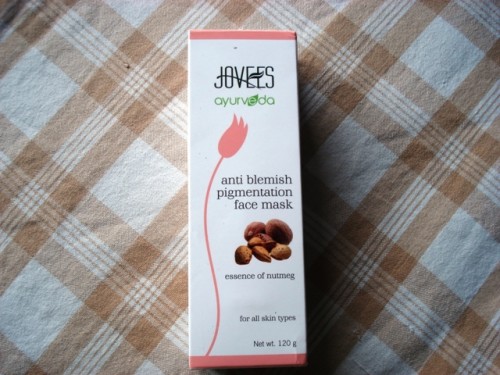 JOVEES
ayurveda
anti blemish
pigmentation
face mask
essence of nutmeg
for all skin types
Net wt. 120 g